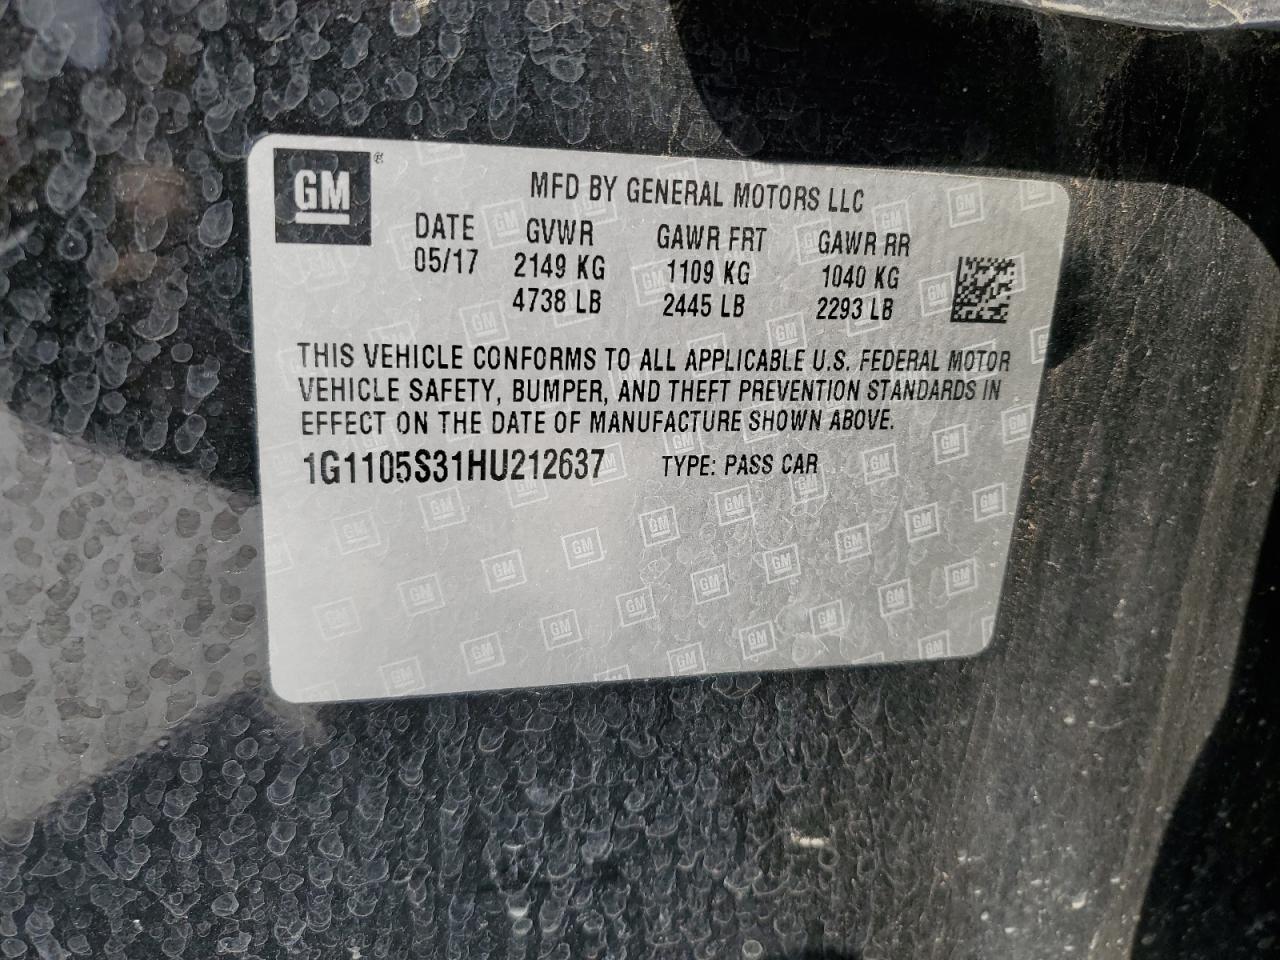 GM ®
MFD BY GENERAL MOTORS LLC
DATE GVWR GAWR FRT GAWR RR
05/17 2149 KG 1109 KG 1040 KG
4738 LB 2445 LB 2293 LB
THIS VEHICLE CONFORMS TO ALL APPLICABLE U.S. FEDERAL MOTOR
VEHICLE SAFETY, BUMPER, AND THEFT PREVENTION STANDARDS IN
EFFECT ON THE DATE OF MANUFACTURE SHOWN ABOVE.
1G1105S31HU212637 TYPE: PASS CAR